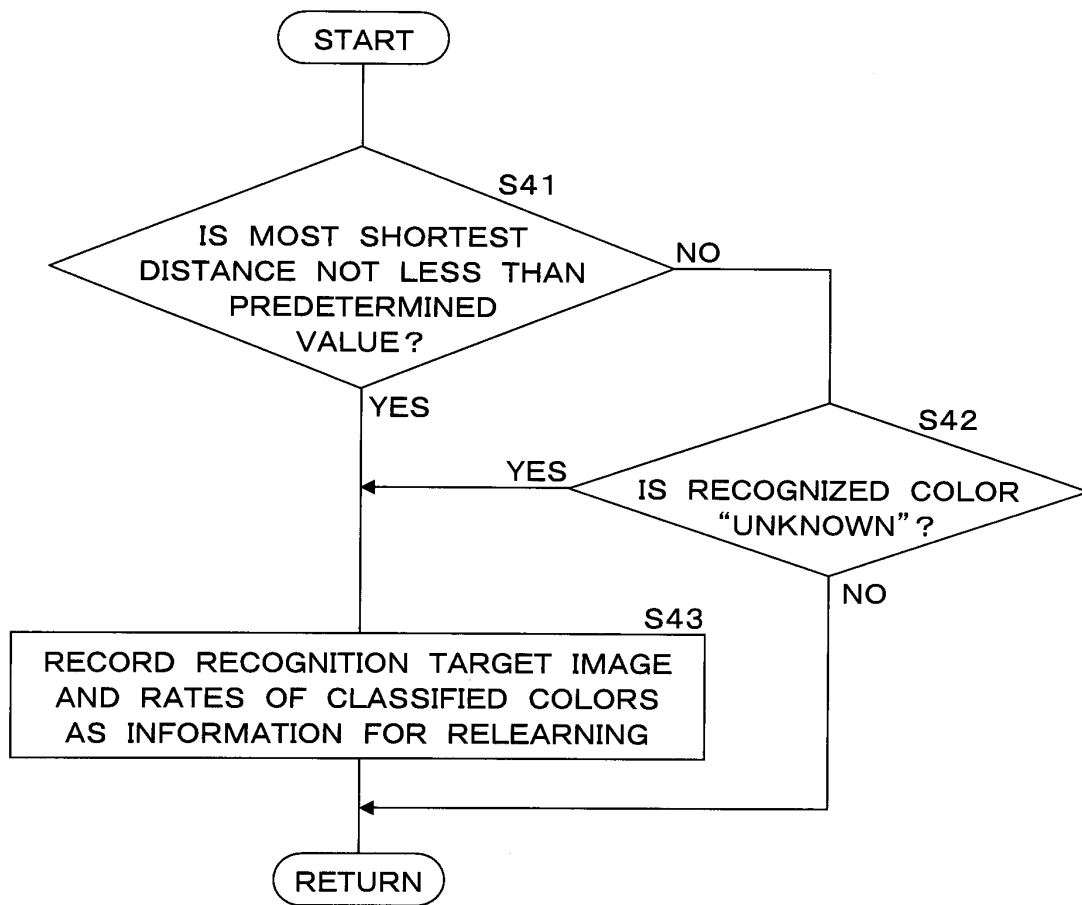 START
S41
IS MOST SHORTEST
DISTANCE NOT LESS THAN
PREDETERMINED
VALUE?
NO
YES
S42
YES
IS RECOGNIZED COLOR
“UNKNOWN”?
NO
S43
RECORD RECOGNITION TARGET IMAGE
AND RATES OF CLASSIFIED COLORS
AS INFORMATION FOR RELEARNING
RETURN